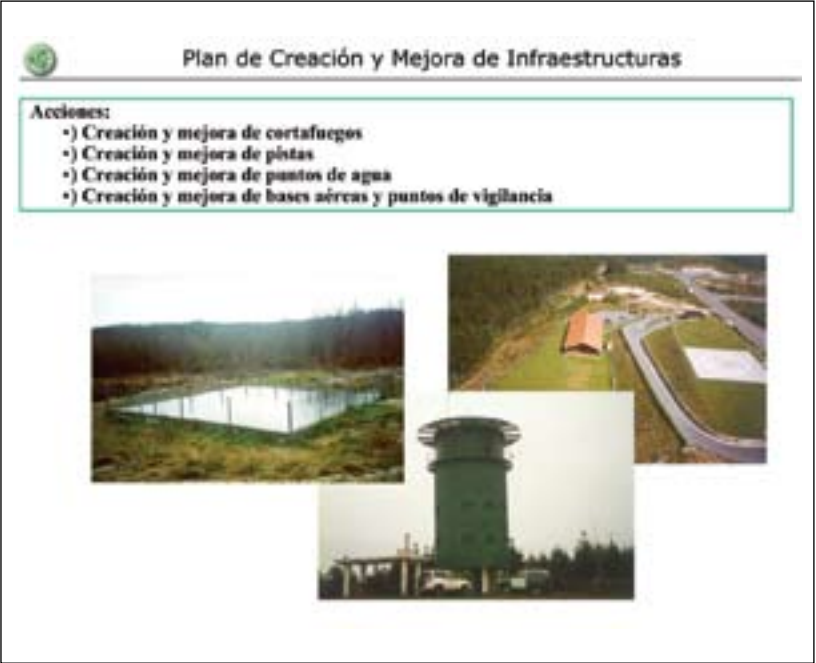 Plan de Creación y Mejora de Infraestructuras
Acciones:
•) Creación y mejora de cortafuegos
•) Creación y mejora de pistas
•) Creación y mejora de puntos de agua
•) Creación y mejora de bases aéreas y puntos de vigilancia